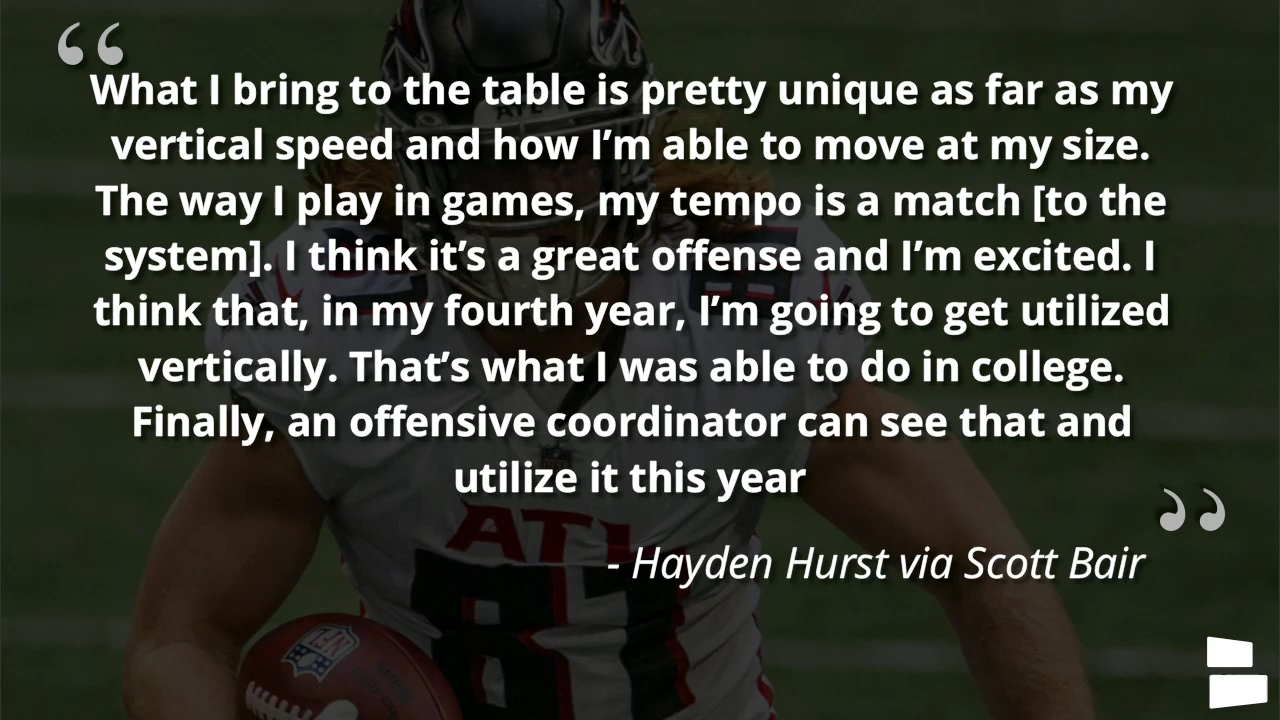 “
What I bring to the table is pretty unique as far as my
vertical speed and how I’m able to move at my size.
The way I play in games, my tempo is a match [to the
system]. I think it’s a great offense and I’m excited. I
think that, in my fourth year, I’m going to get utilized
vertically. That’s what I was able to do in college.
Finally, an offensive coordinator can see that and
utilize it this year
”
- Hayden Hurst via Scott Bair
ATL
81
NFL